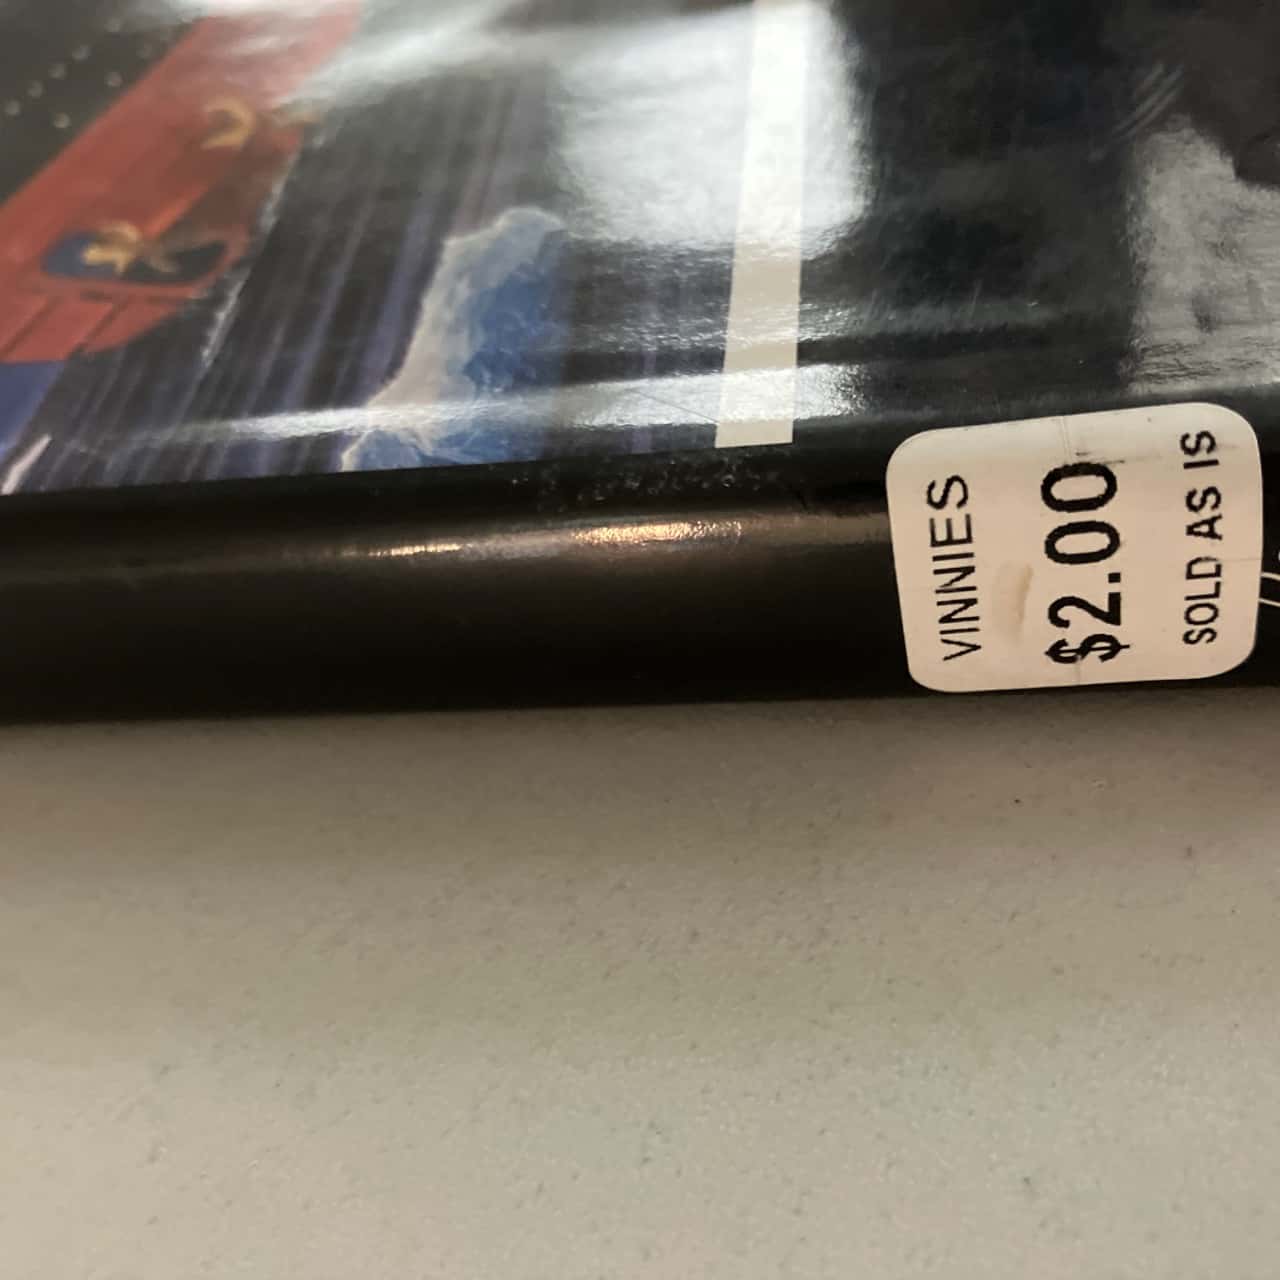 VINNIES
$2.00
SOLD AS IS